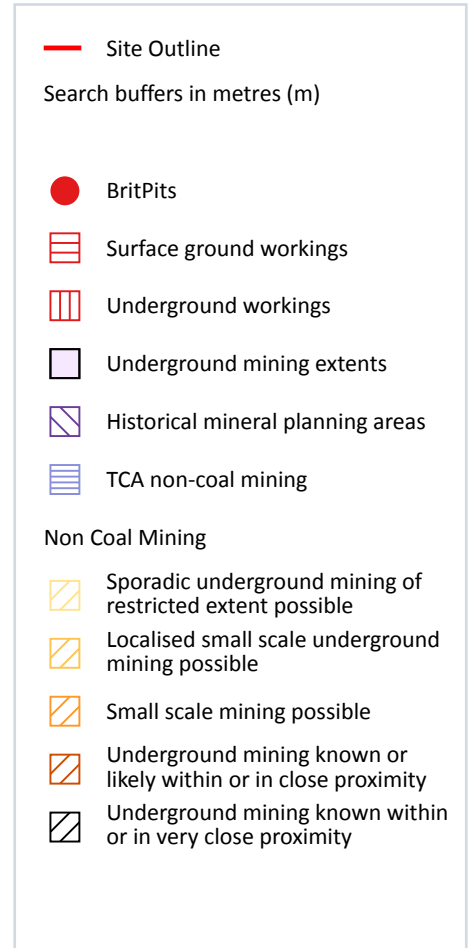 Site Outline
Search buffers in metres (m)
BritPits
Surface ground workings
Underground workings
Underground mining extents
Historical mineral planning areas
TCA non-coal mining
Non Coal Mining
Sporadic underground mining of
restricted extent possible
Localised small scale underground
mining possible
Small scale mining possible
Underground mining known or
likely within or in close proximity
Underground mining known within
or in very close proximity